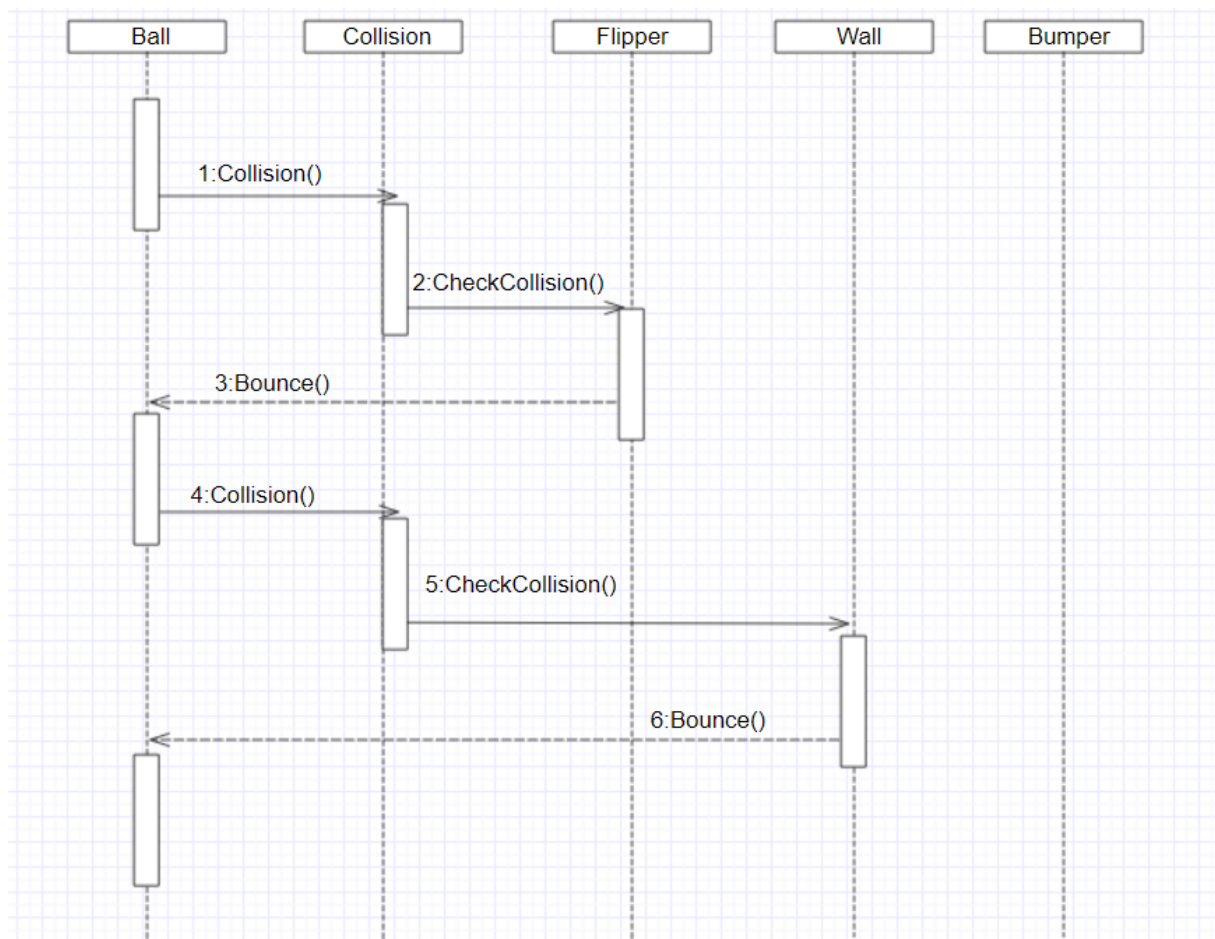 Ball
Collision
Flipper
Wall
Bumper
1:Collision()
2:CheckCollision()
3:Bounce()
4:Collision()
5:CheckCollision()
6:Bounce()